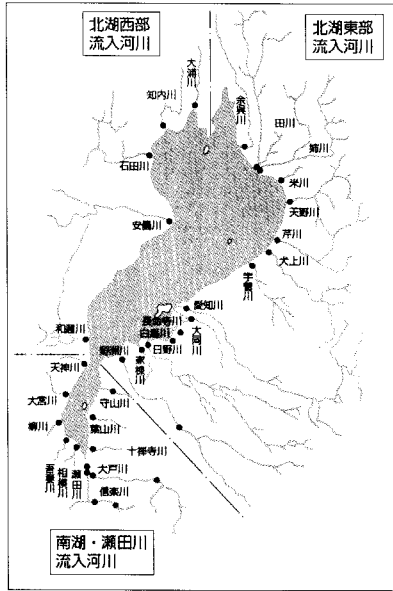 北湖西部
流入河川
北湖東部
流入河川
大浦川
知内川
余呉川
田川
姉川
石田川
米川
天野川
安曇川
芹川
犬上川
宇曽川
愛知川
長命寺川
大同川
和邇川
白鳥川
日野川
野洲川
家棟川
天神川
大宮川
守山川
柳川
葉山川
十禅寺川
吾妻川
相模川
瀬田川
大戸川
信楽川
南湖・瀬田川
流入河川